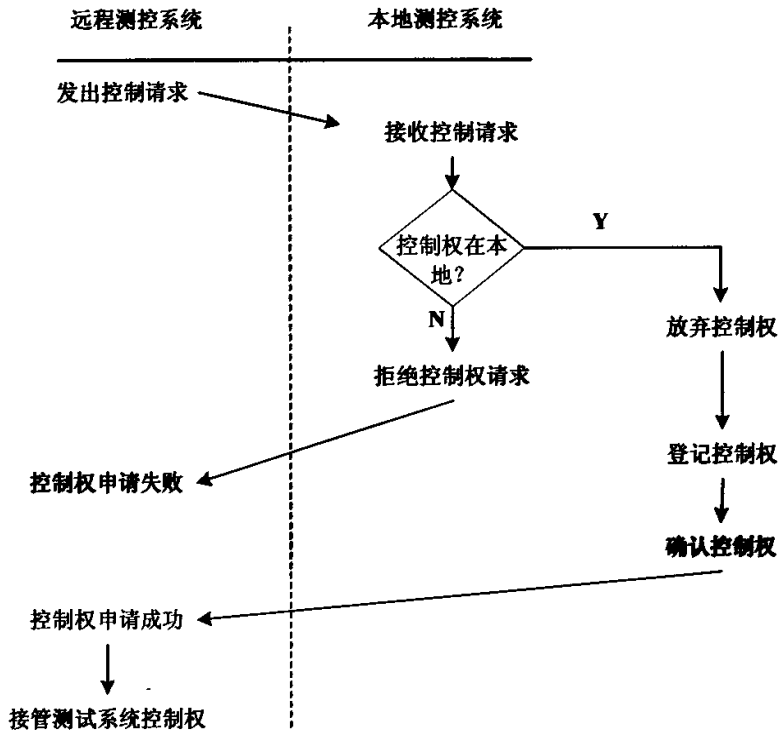 远程测控系统
本地测控系统
发出控制请求
接收控制请求
控制权在本
地？
Y
N
放弃控制权
拒绝控制权请求
登记控制权
控制权申请失败
确认控制权
控制权申请成功
接管测试系统控制权